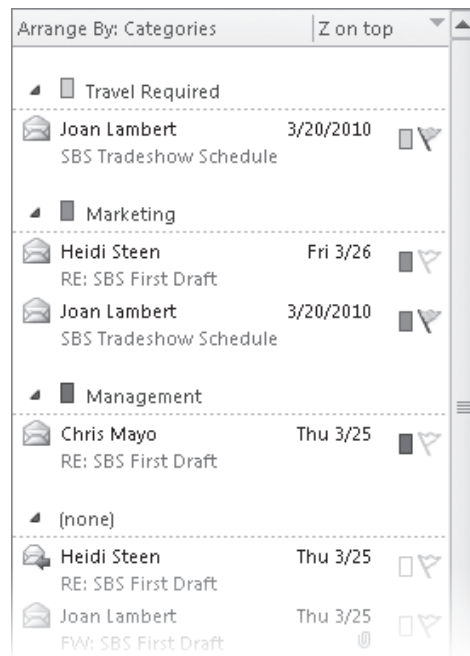 Arrange By: Categories Z on top
Travel Required
Joan Lambert 3/20/2010
SBS Tradeshow Schedule
Marketing
Heidi Steen Fri 3/26
RE: SBS First Draft
Joan Lambert 3/20/2010
SBS Tradeshow Schedule
Management
Chris Mayo Thu 3/25
RE: SBS First Draft
(none)
Heidi Steen Thu 3/25
RE: SBS First Draft
Joan Lambert Thu 3/25
FW: SBS First Draft